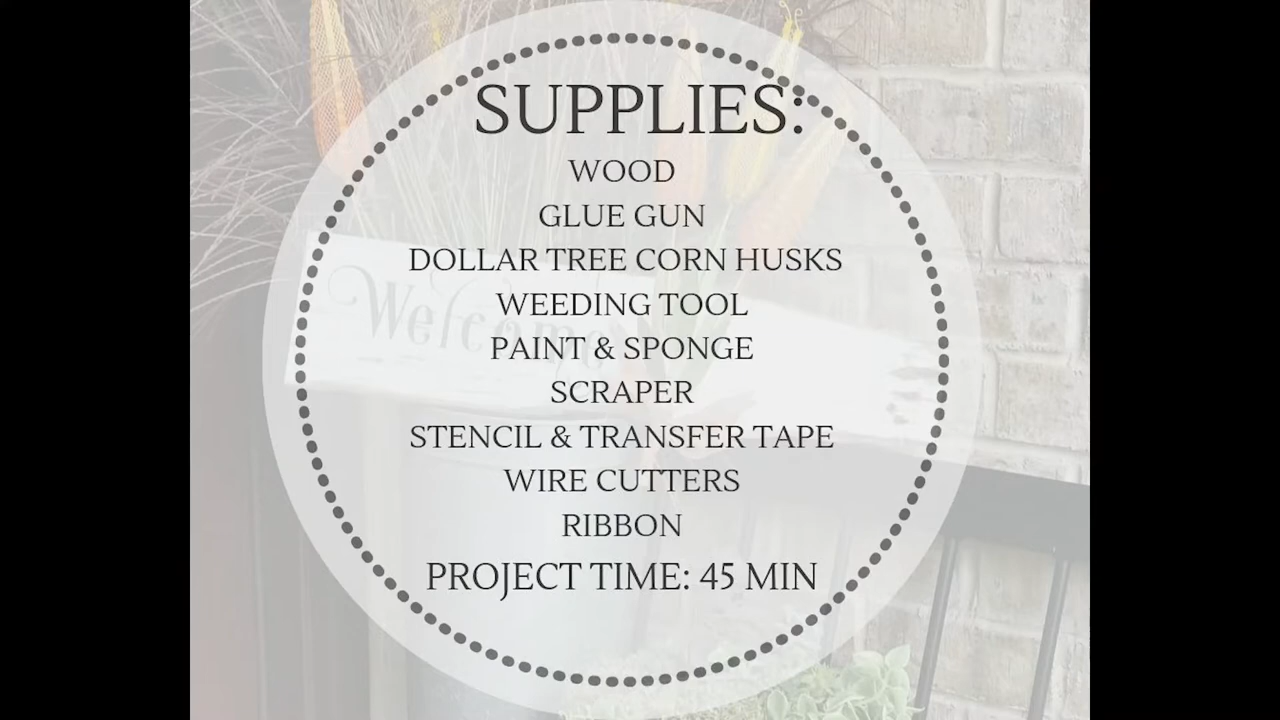 SUPPLIES:
WOOD
GLUE GUN
DOLLAR TREE CORN HUSKS
WEEDING TOOL
PAINT & SPONGE
SCRAPER
STENCIL & TRANSFER TAPE
WIRE CUTTERS
RIBBON
PROJECT TIME: 45 MIN
Welcome